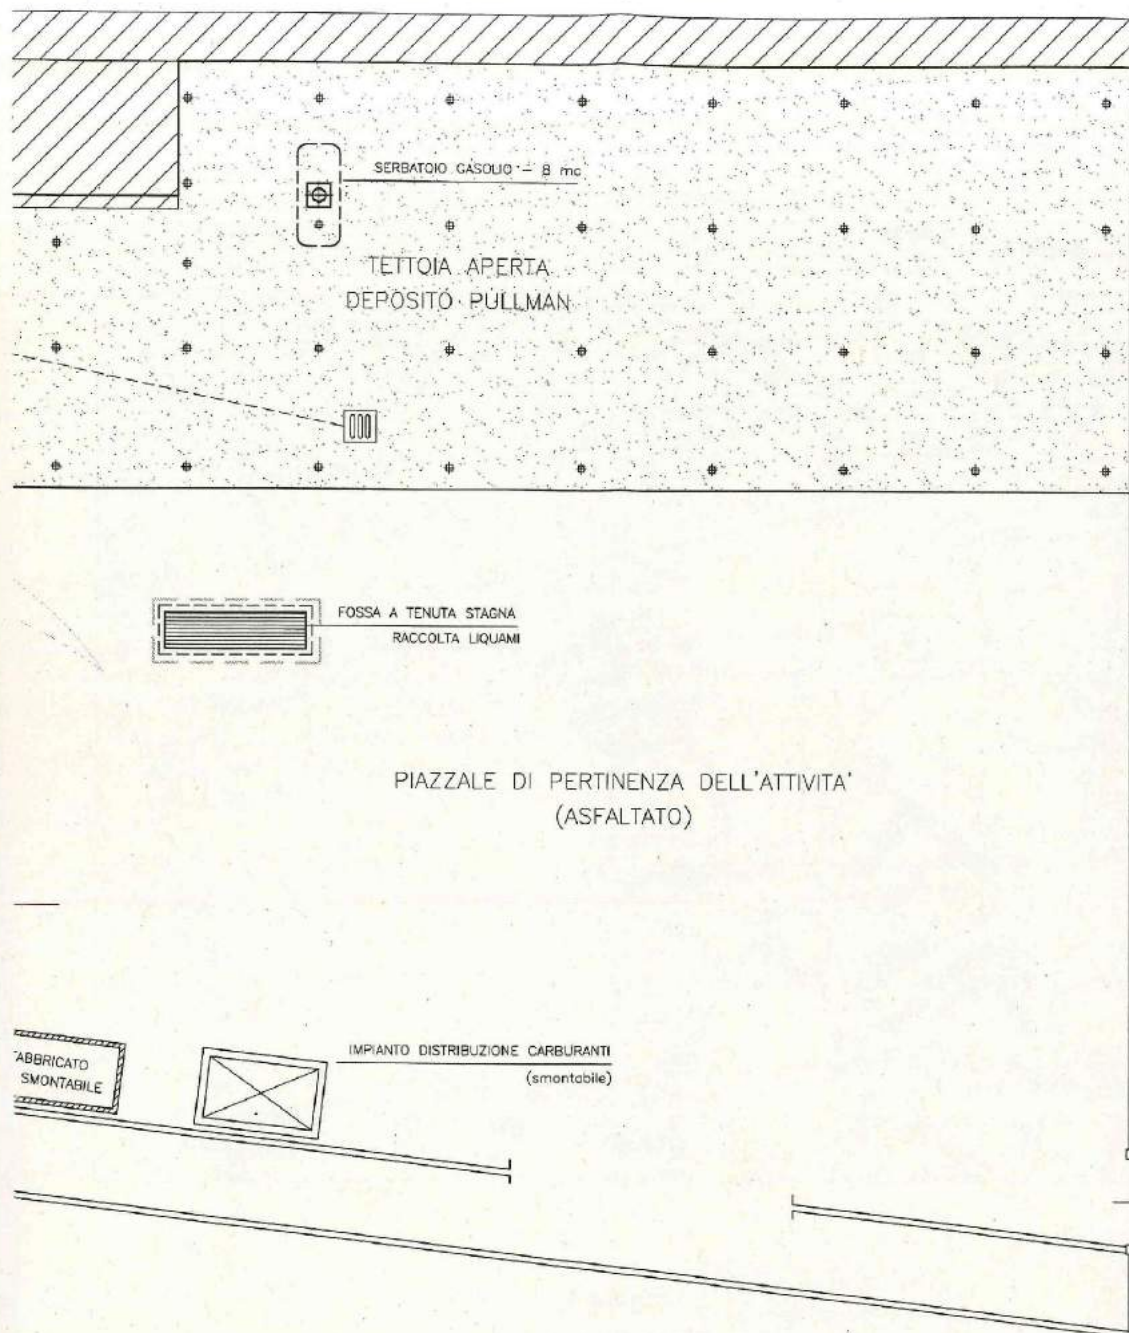 SERBATOIO GASOLIO - 8 mc
TETTOIA APERTA
DEPOSITO PULLMAN
FOSSA A TENUTA STAGNA
RACCOLTA LIQUAMI
PIAZZALE DI PERTINENZA DELL'ATTIVITA'
(ASFALTATO)
ABBRICATO
SMONTABILE
IMPIANTO DISTRIBUZIONE CARBURANTI
(smontabile)